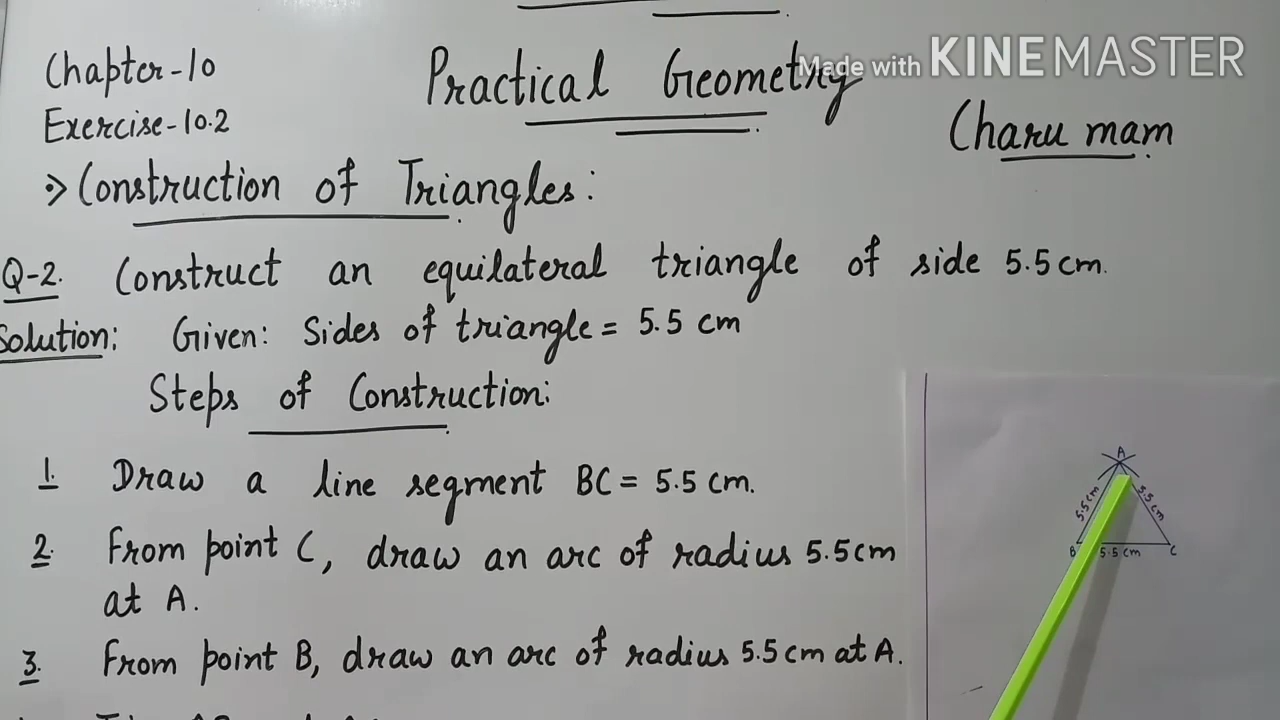 Chapter-10
Practical Geometry
Made with KINEMASTER
Exercise-10.2
Charu mam
Construction of Triangles:
Q-2. Construct an equilateral triangle of side 5.5 cm.
Solution: Given: Sides of triangle = 5.5 cm
Steps of Construction:
1. Draw a line segment BC = 5.5 cm.
2. From point C, draw an arc of radius 5.5cm
at A.
3. From point B, draw an arc of radius 5.5 cm at A.
A
5.5 cm
5.5 cm
B 5.5 cm C